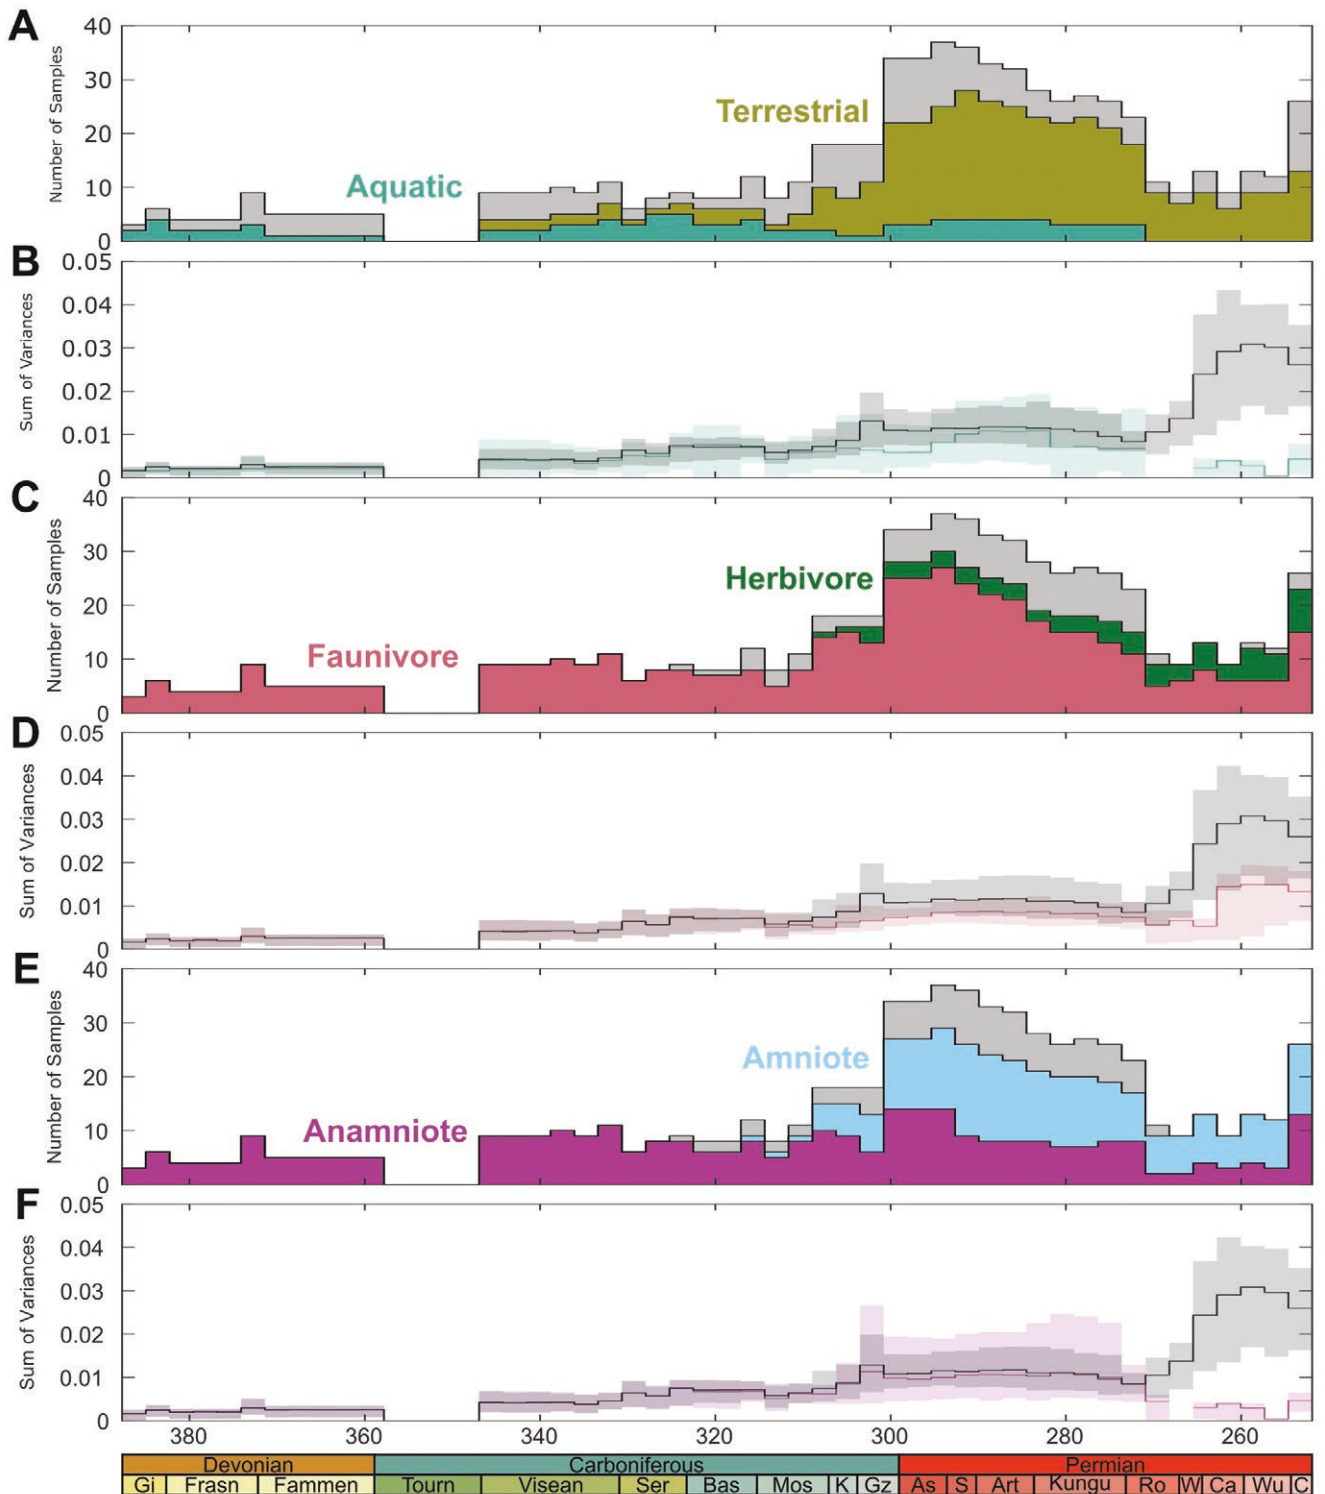 A
Number of Samples
40
30
20
10
0
Terrestrial
Aquatic
B
Sum of Variances
0.05
0.04
0.03
0.02
0.01
0
C
Number of Samples
40
30
20
10
0
Herbivore
Faunivore
D
Sum of Variances
0.05
0.04
0.03
0.02
0.01
0
E
Number of Samples
40
30
20
10
0
Amniote
Anamniote
F
Sum of Variances
0.05
0.04
0.03
0.02
0.01
0
380 360 340 320 300 280 260
Devonian Carboniferous Permian
Gi Frasn Fammen Tourn Visean Ser Bas Mos K Gz As S Art Kungu Ro W Ca Wu C